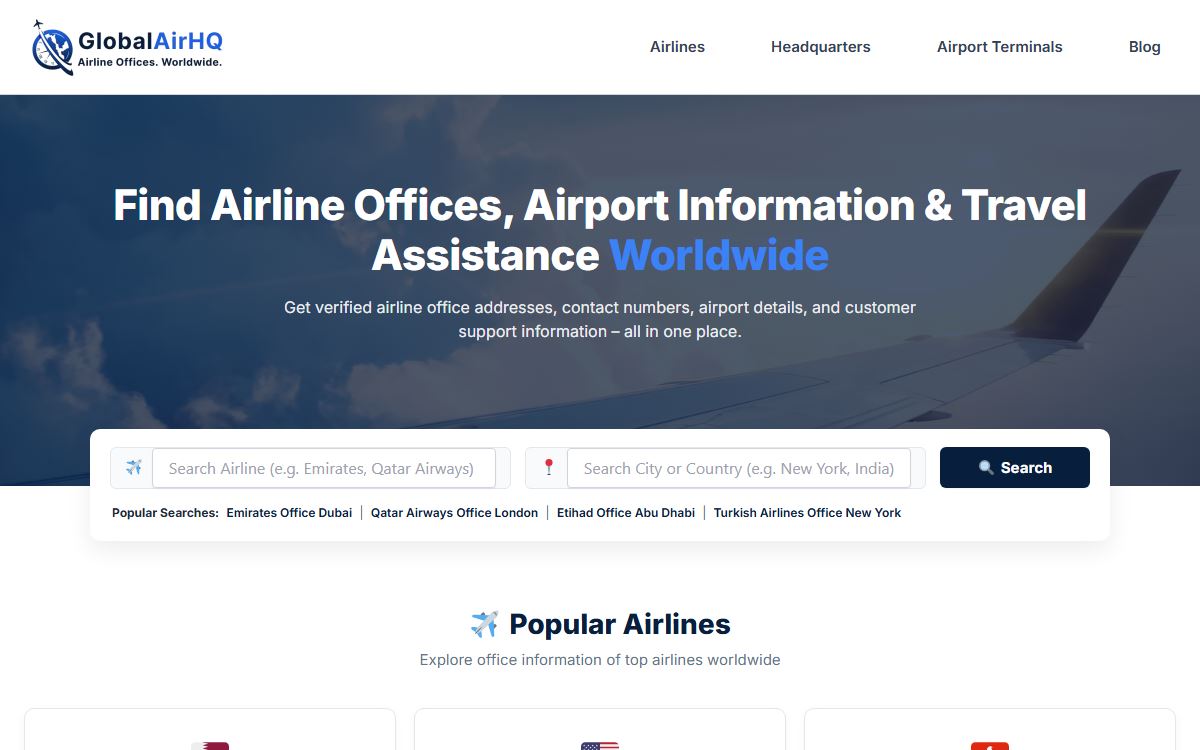 GlobalAirHQ
Airline Offices. Worldwide.
Airlines
Headquarters
Airport Terminals
Blog
Find Airline Offices, Airport Information & Travel
Assistance Worldwide
Get verified airline office addresses, contact numbers, airport details, and customer
support information – all in one place.
Search Airline (e.g. Emirates, Qatar Airways)
Search City or Country (e.g. New York, India)
Search
Popular Searches: Emirates Office Dubai | Qatar Airways Office London | Etihad Office Abu Dhabi | Turkish Airlines Office New York
Popular Airlines
Explore office information of top airlines worldwide